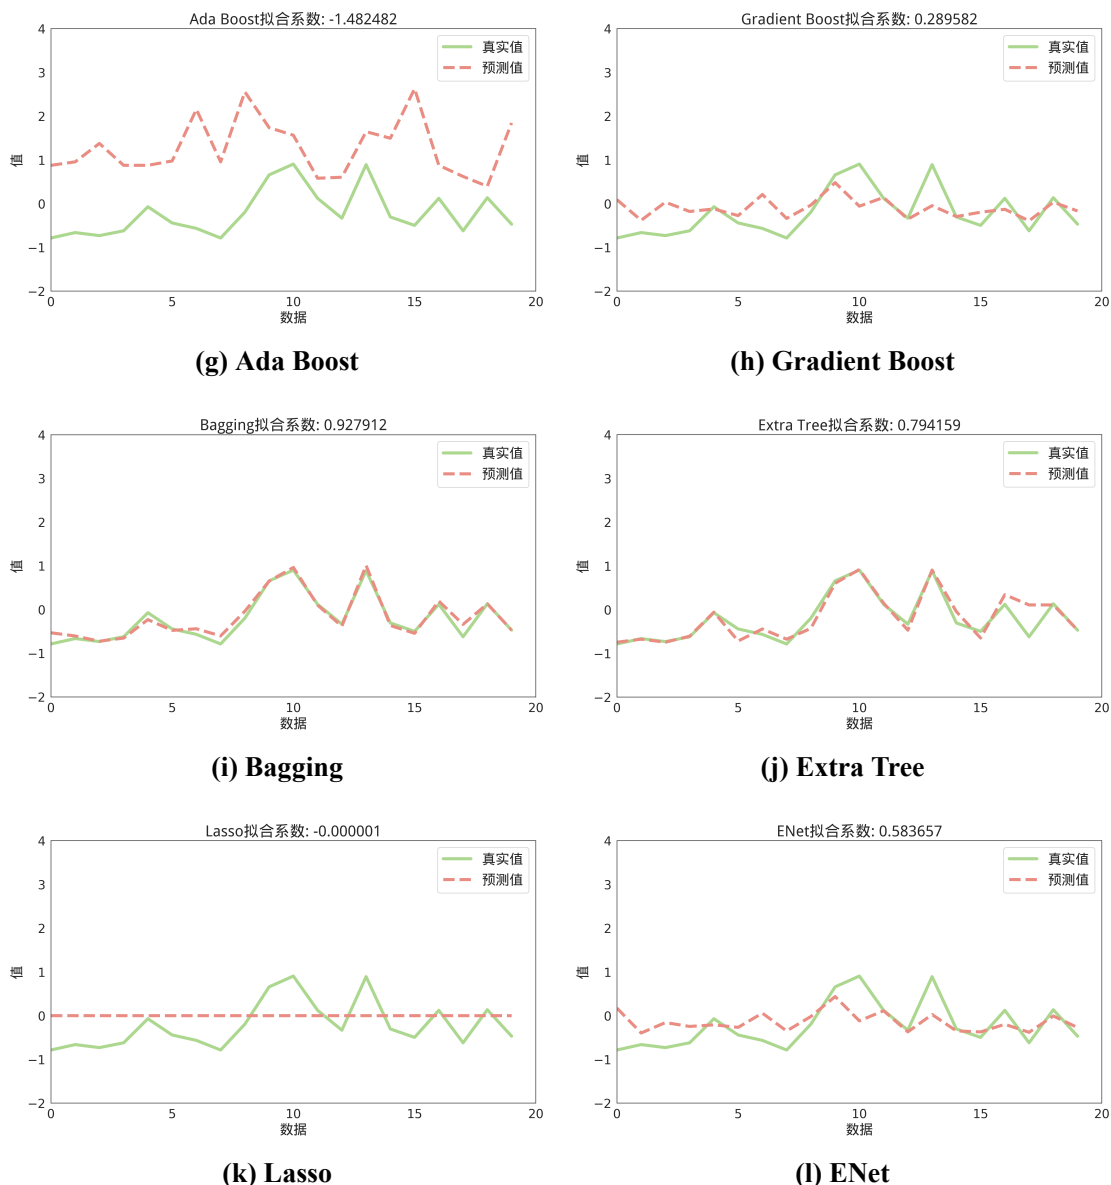 Ada Boost拟合系数: -1.482482
4
3
2
1
0
−1
−2
值
真实值
预测值
0 5 10 15 20
数据
(g) Ada Boost
Gradient Boost拟合系数: 0.289582
4
3
2
1
0
−1
−2
值
真实值
预测值
0 5 10 15 20
数据
(h) Gradient Boost
Bagging拟合系数: 0.927912
4
3
2
1
0
−1
−2
值
真实值
预测值
0 5 10 15 20
数据
(i) Bagging
Extra Tree拟合系数: 0.794159
4
3
2
1
0
−1
−2
值
真实值
预测值
0 5 10 15 20
数据
(j) Extra Tree
Lasso拟合系数: -0.000001
4
3
2
1
0
−1
−2
值
真实值
预测值
0 5 10 15 20
数据
(k) Lasso
ENet拟合系数: 0.583657
4
3
2
1
0
−1
−2
值
真实值
预测值
0 5 10 15 20
数据
(l) ENet